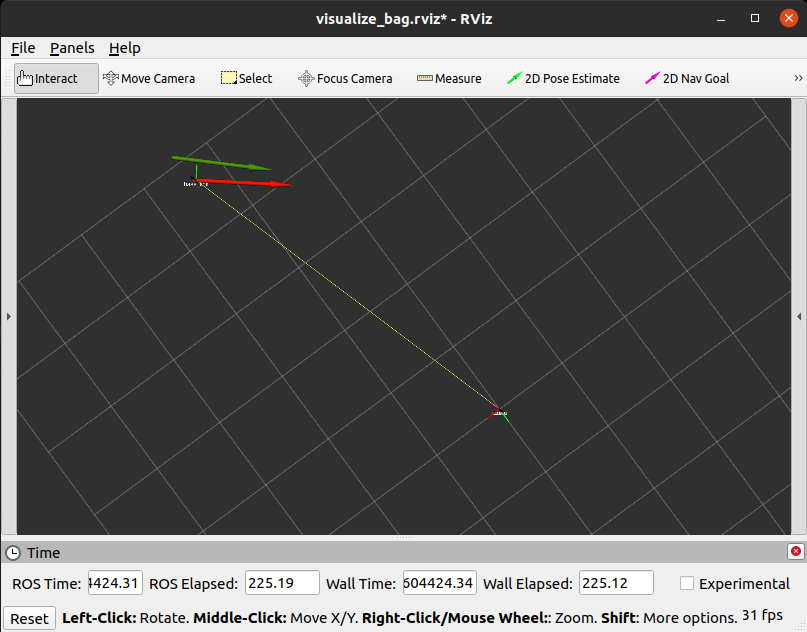 visualize_bag.rviz* - RViz
File Panels Help
Interact Move Camera Select Focus Camera Measure 2D Pose Estimate 2D Nav Goal »
Time
ROS Time: 4424.31 ROS Elapsed: 225.19 Wall Time: 604424.34 Wall Elapsed: 225.12 Experimental
Reset Left-Click: Rotate. Middle-Click: Move X/Y. Right-Click/Mouse Wheel:: Zoom. Shift: More options. 31 fps